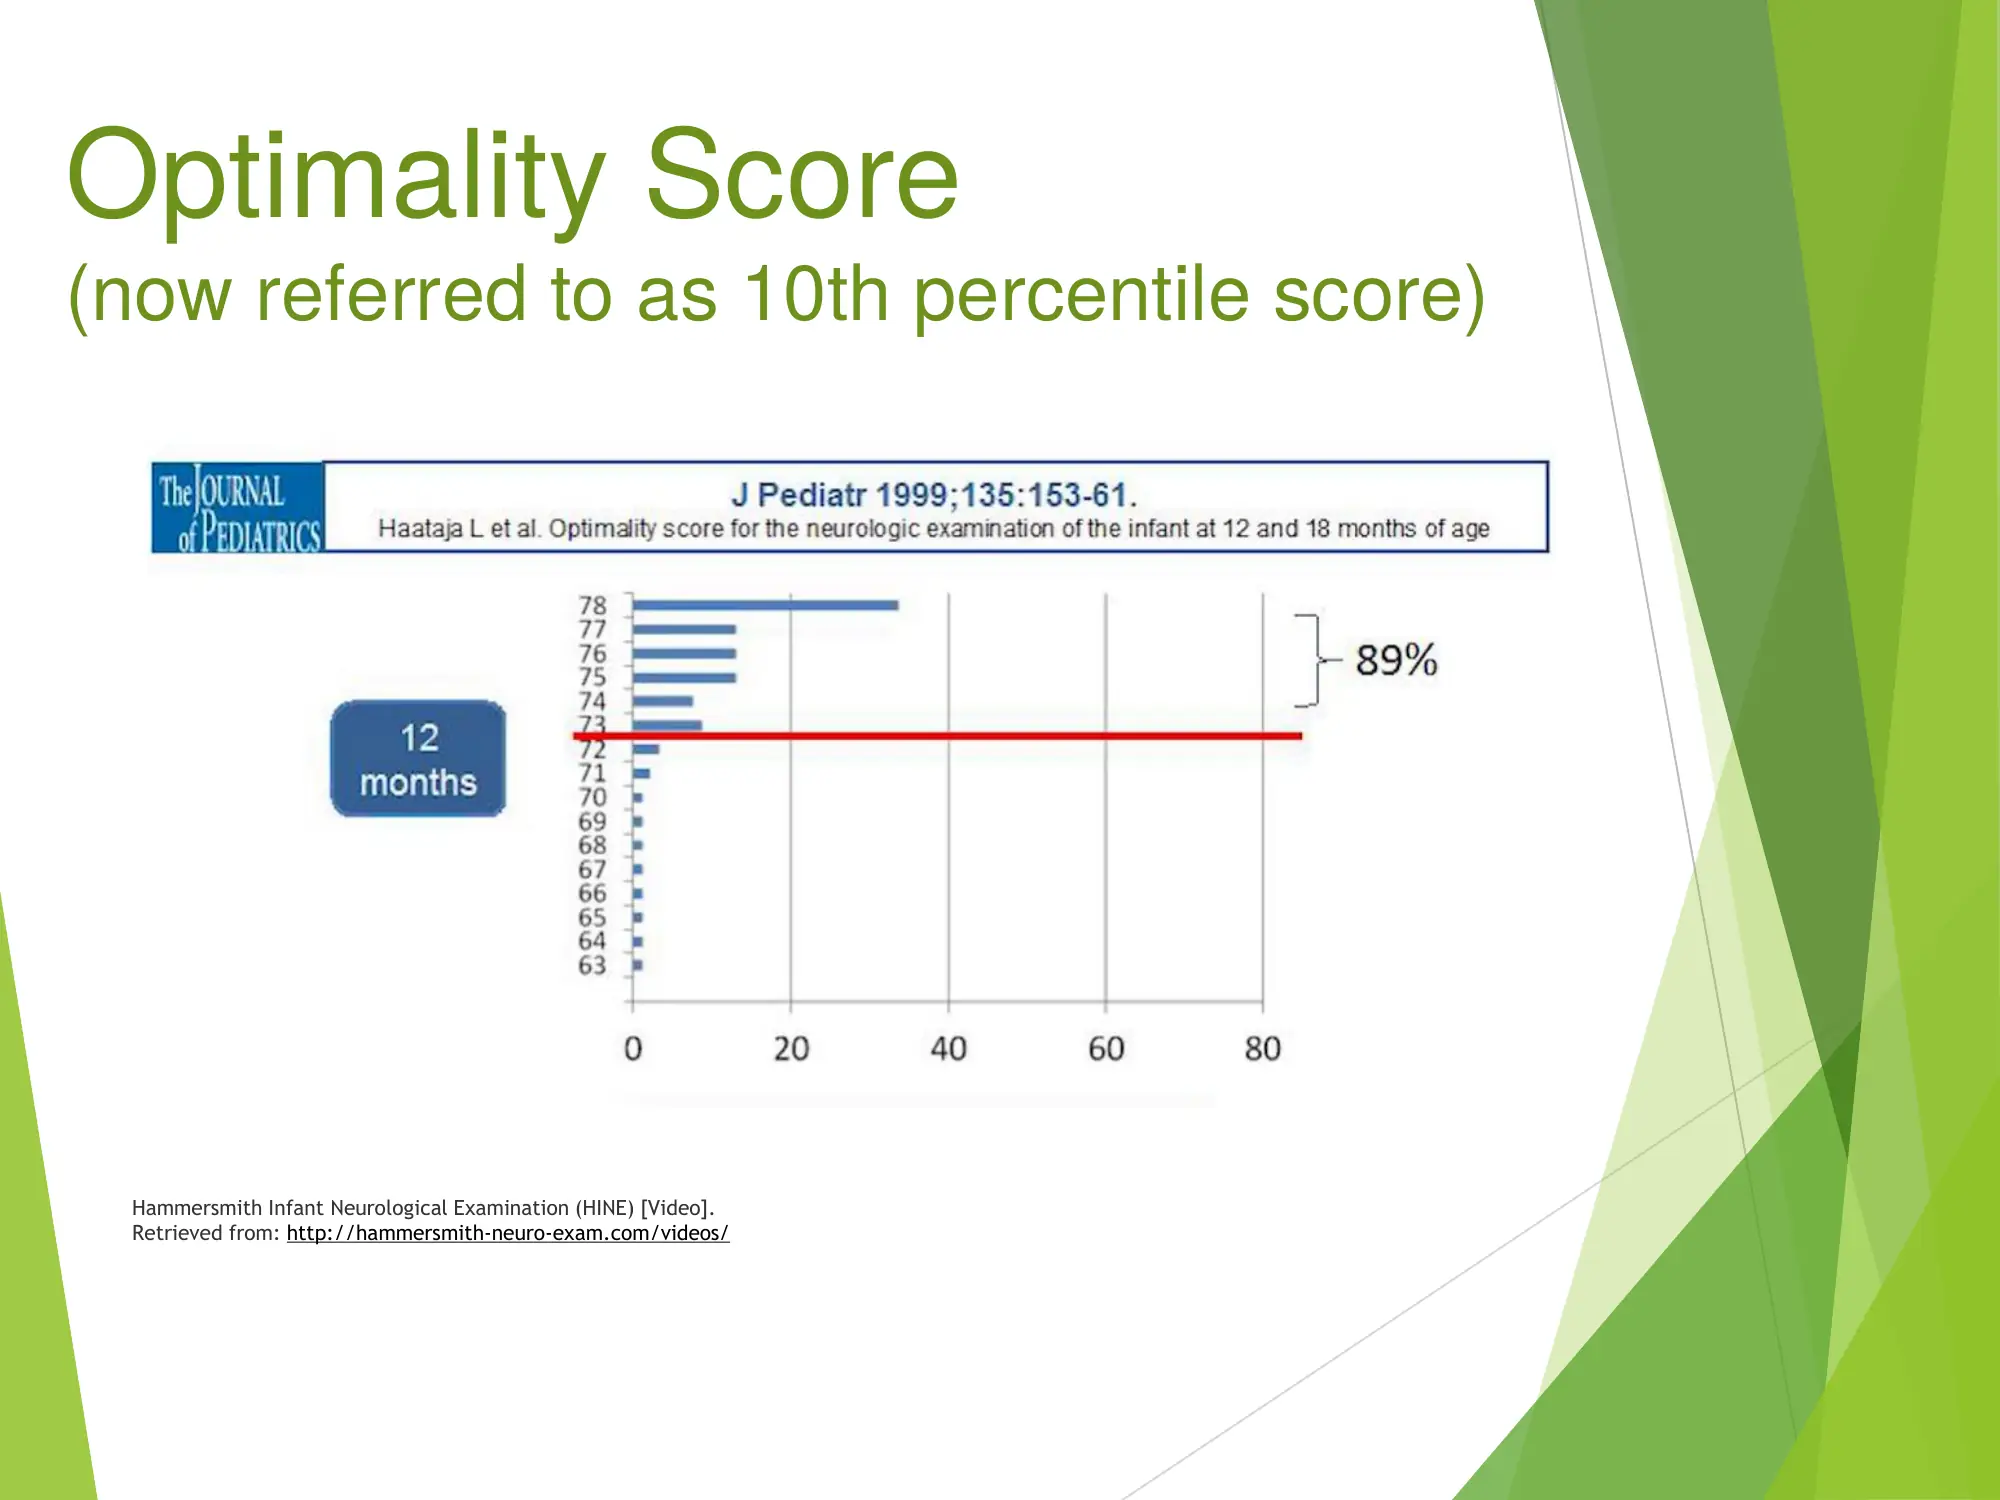 Optimality Score
(now referred to as 10th percentile score)
The JOURNAL
of PEDIATRICS
J Pediatr 1999;135:153-61.
Haataja L et al. Optimality score for the neurologic examination of the infant at 12 and 18 months of age
78
77
76
75
74
73
72
71
70
69
68
67
66
65
64
63
89%
12
months
0 20 40 60 80
Hammersmith Infant Neurological Examination (HINE) [Video].
Retrieved from: http://hammersmith-neuro-exam.com/videos/